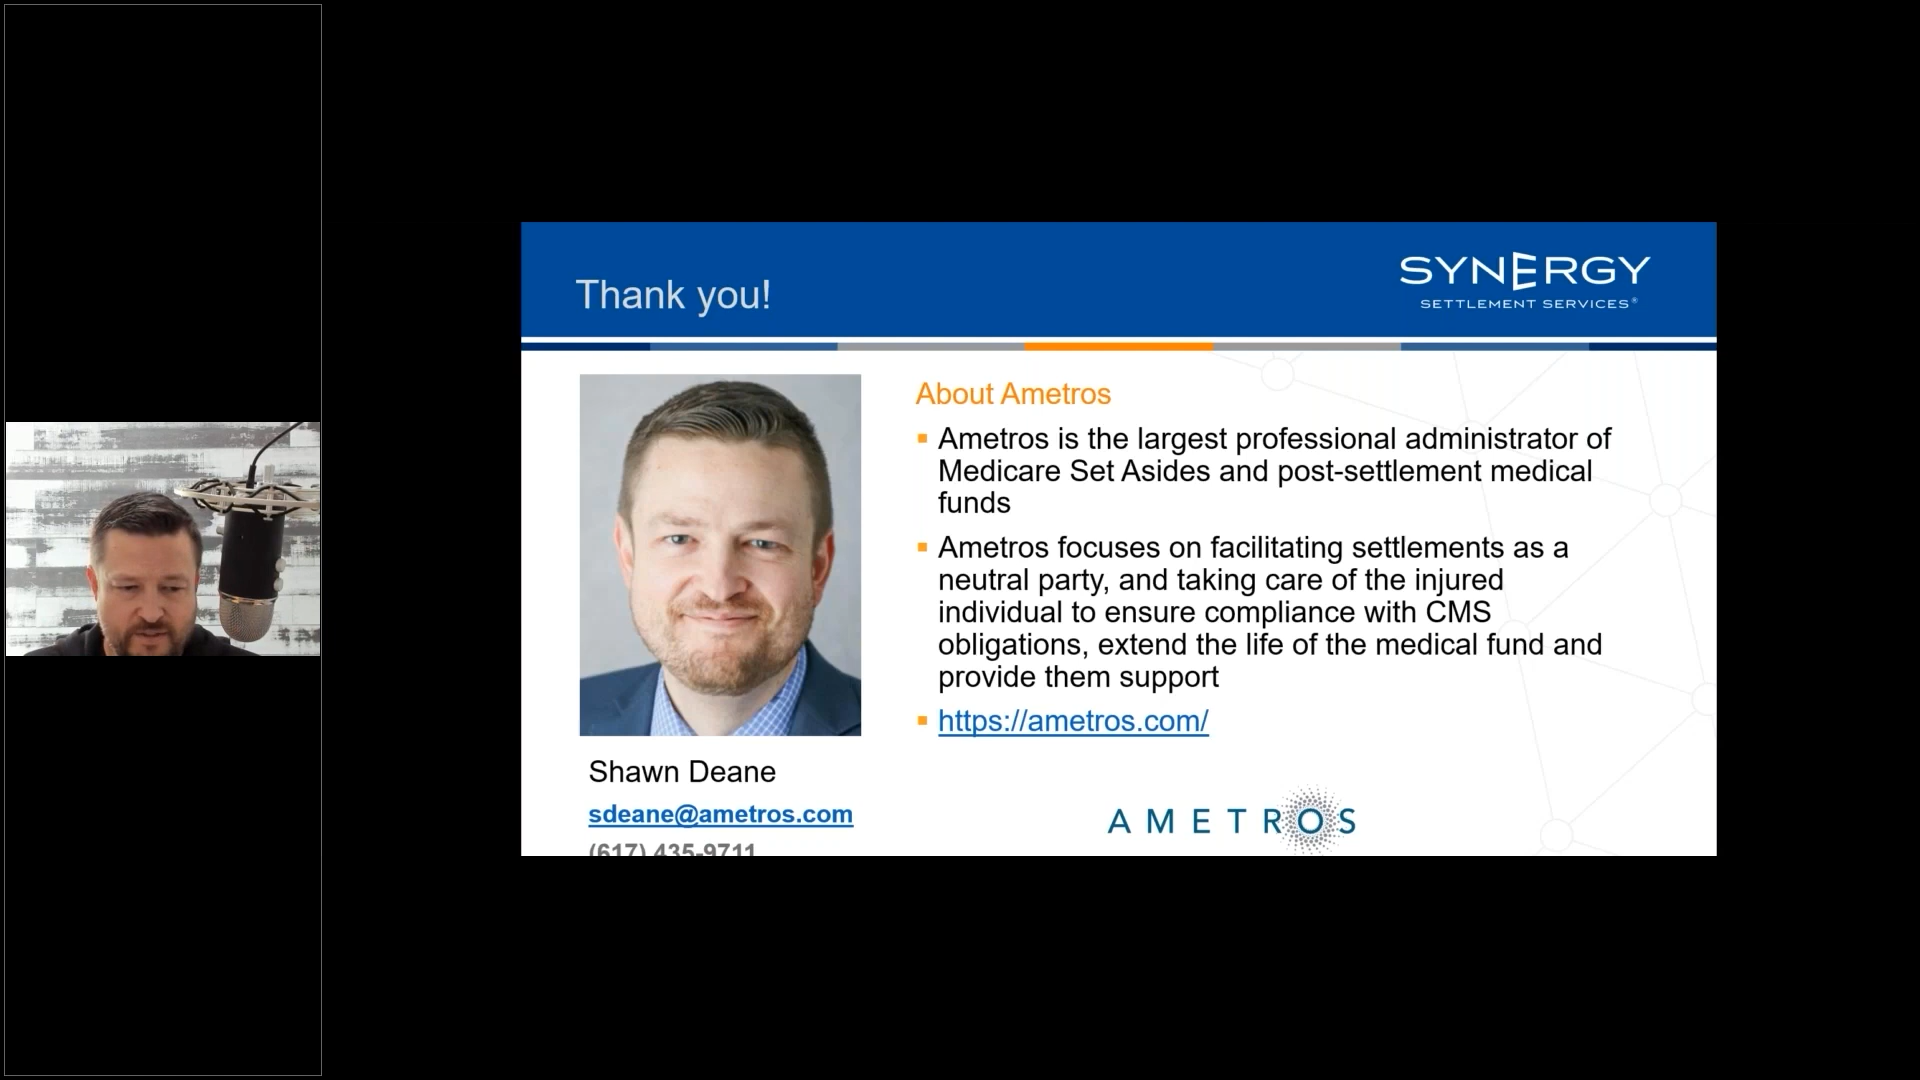 Thank you!
SYNERGY
SETTLEMENT SERVICES®
About Ametros
Ametros is the largest professional administrator of
Medicare Set Asides and post-settlement medical
funds
Ametros focuses on facilitating settlements as a
neutral party, and taking care of the injured
individual to ensure compliance with CMS
obligations, extend the life of the medical fund and
provide them support
https://ametros.com/
Shawn Deane
sdeane@ametros.com
(617) 435-9711
AMETROS